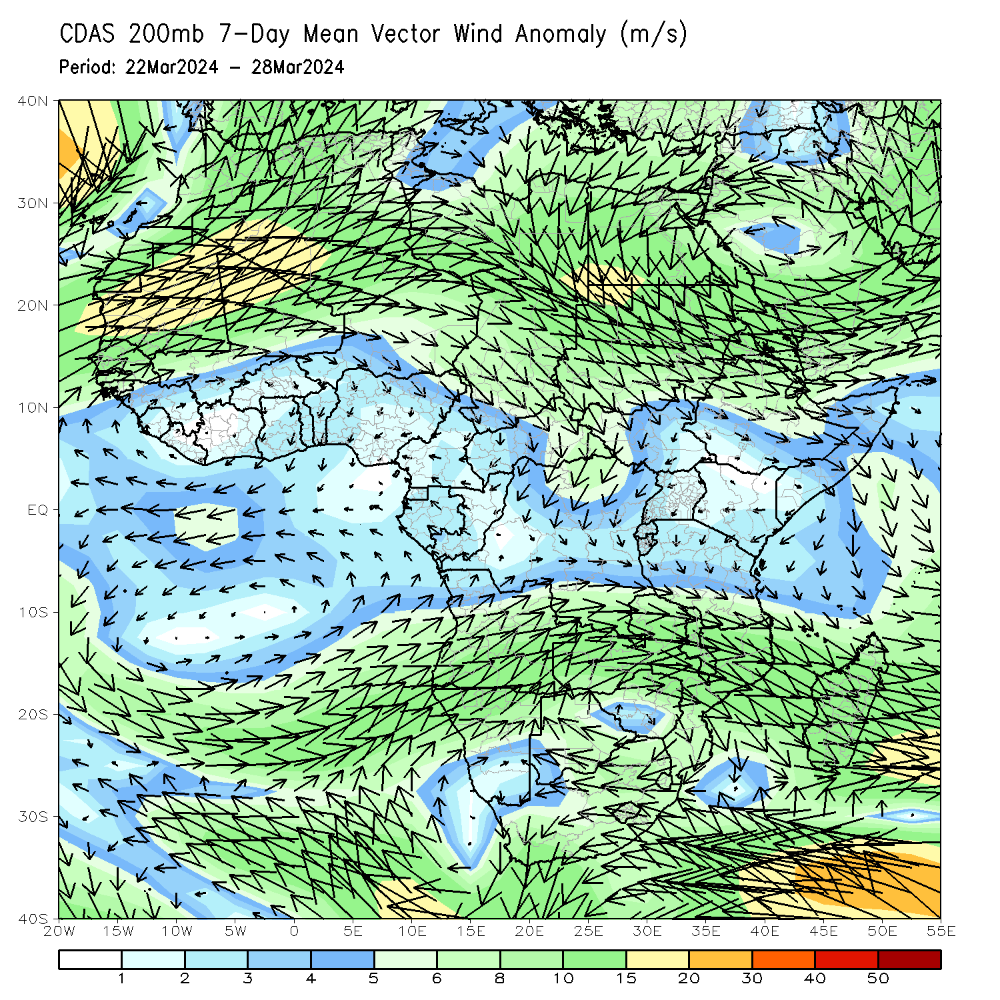 CDAS 200mb 7-Day Mean Vector Wind Anomaly (m/s)
Period: 22Mar2024 - 28Mar2024
40N
30N
20N
10N
EQ
10S
20S
30S
40S
20W 15W 10W 5W 0 5E 10E 15E 20E 25E 30E 35E 40E 45E 50E 55E
1 2 3 4 5 6 8 10 15 20 30 40 50